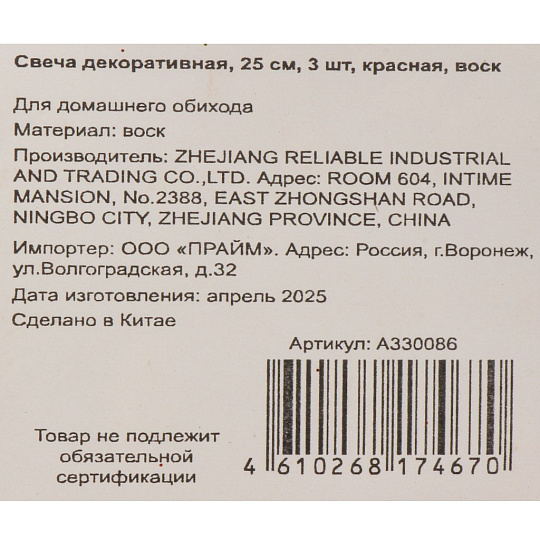 Свеча декоративная, 25 см, 3 шт, красная, воск
Для домашнего обихода
Материал: воск
Производитель: ZHEJIANG RELIABLE INDUSTRIAL
AND TRADING CO.,LTD. Адрес: ROOM 604, INTIME
MANSION, No.2388, EAST ZHONGSHAN ROAD,
NINGBO CITY, ZHEJIANG PROVINCE, CHINA
Импортер: ООО «ПРАЙМ». Адрес: Россия, г.Воронеж,
ул.Волгоградская, д.32
Дата изготовления: апрель 2025
Сделано в Китае
Артикул: А330086
Товар не подлежит
обязательной
сертификации
4 610268 174670